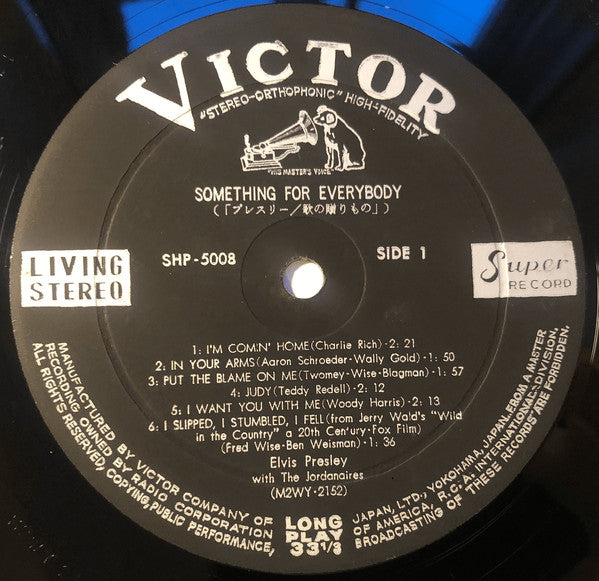 VICTOR
"STEREO-ORTHOPHONIC" HIGH-FIDELITY
"HIS MASTER'S VOICE"
SOMETHING FOR EVERYBODY
(「プレスリー/歌の贈りもの」)
SHP-5008
SIDE 1
LIVING
STEREO
Super
RECORD
1: I'M COMIN' HOME (Charlie Rich)·2: 21
2: IN YOUR ARMS (Aaron Schroeder-Wally Gold)·1: 50
3: PUT THE BLAME ON ME (Twomey-Wise-Blagman)·1: 57
4: JUDY (Teddy Redell)·2: 12
5: I WANT YOU WITH ME (Woody Harris)·2: 13
6: I SLIPPED, I STUMBLED, I FELL (from Jerry Wald's "Wild
in the Country" a 20th Century-Fox Film)
(Fred Wise-Ben Weisman)·1: 36
Elvis Presley
with The Jordanaires
(M2WY-2152)
LONG
PLAY
33 1/3
MANUFACTURED BY VICTOR COMPANY OF JAPAN, LTD., YOKOHAMA, JAPAN, FROM A MASTER
RECORDING OWNED BY RADIO CORPORATION OF AMERICA, R.C.A. INTERNATIONAL DIVISION.
ALL RIGHTS RESERVED, COPYING, PUBLIC PERFORMANCE, BROADCASTING OF THESE RECORDS ARE FORBIDDEN.